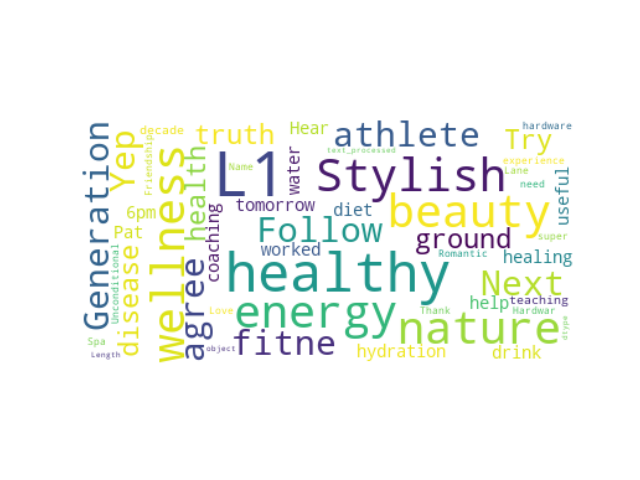 Generation
Yep
decade
Friendship
truth
Hear
athlete
Try
hardware
text_processed
experience
Lane
need
useful
L1
Name
water
Stylish
wellness
health
6pm
Pat
disease
Unconditional
agree
coaching
tomorrow
diet
beauty
Follow
worked
ground
super
Romantic
healing
healthy
Next
help
teaching
energy
Love
Thank
nature
Hardwar
dtype
Spa
Length
object
fitne
hydration
drink